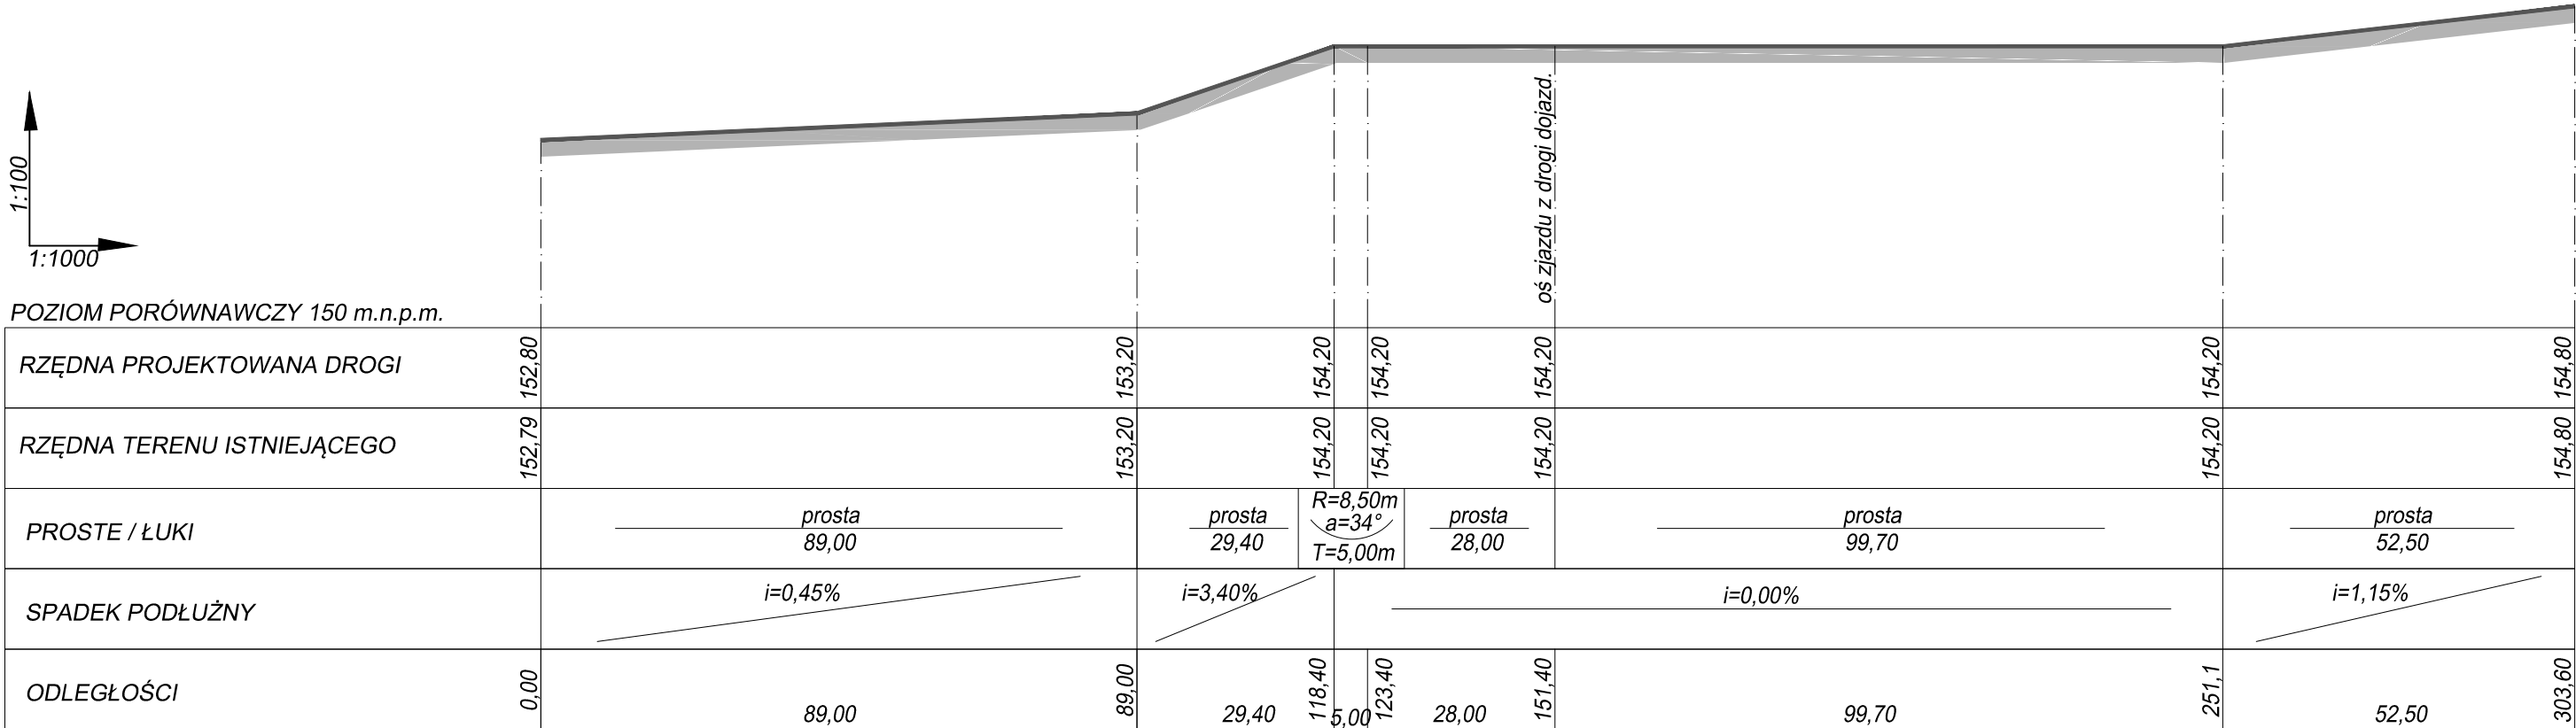 oś zjazdu z drogi dojazd.
1:100
1:1000
POZIOM PORÓWNAWCZY 150 m.n.p.m.
RZĘDNA PROJEKTOWANA DROGI 152,80 153,20 154,20 154,20 154,20 154,20 154,80
RZĘDNA TERENU ISTNIEJĄCEGO 152,79 153,20 154,20 154,20 154,20 154,20 154,80
PROSTE / ŁUKI
prosta
89,00
prosta
29,40
R=8,50m
a=34°
T=5,00m
prosta
28,00
prosta
99,70
prosta
52,50
SPADEK PODŁUŻNY i=0,45% i=3,40% i=0,00% i=1,15%
ODLEGŁOŚCI 0,00 89,00 118,40 123,40 151,40 251,1 303,60
89,00 29,40 5,00 28,00 99,70 52,50